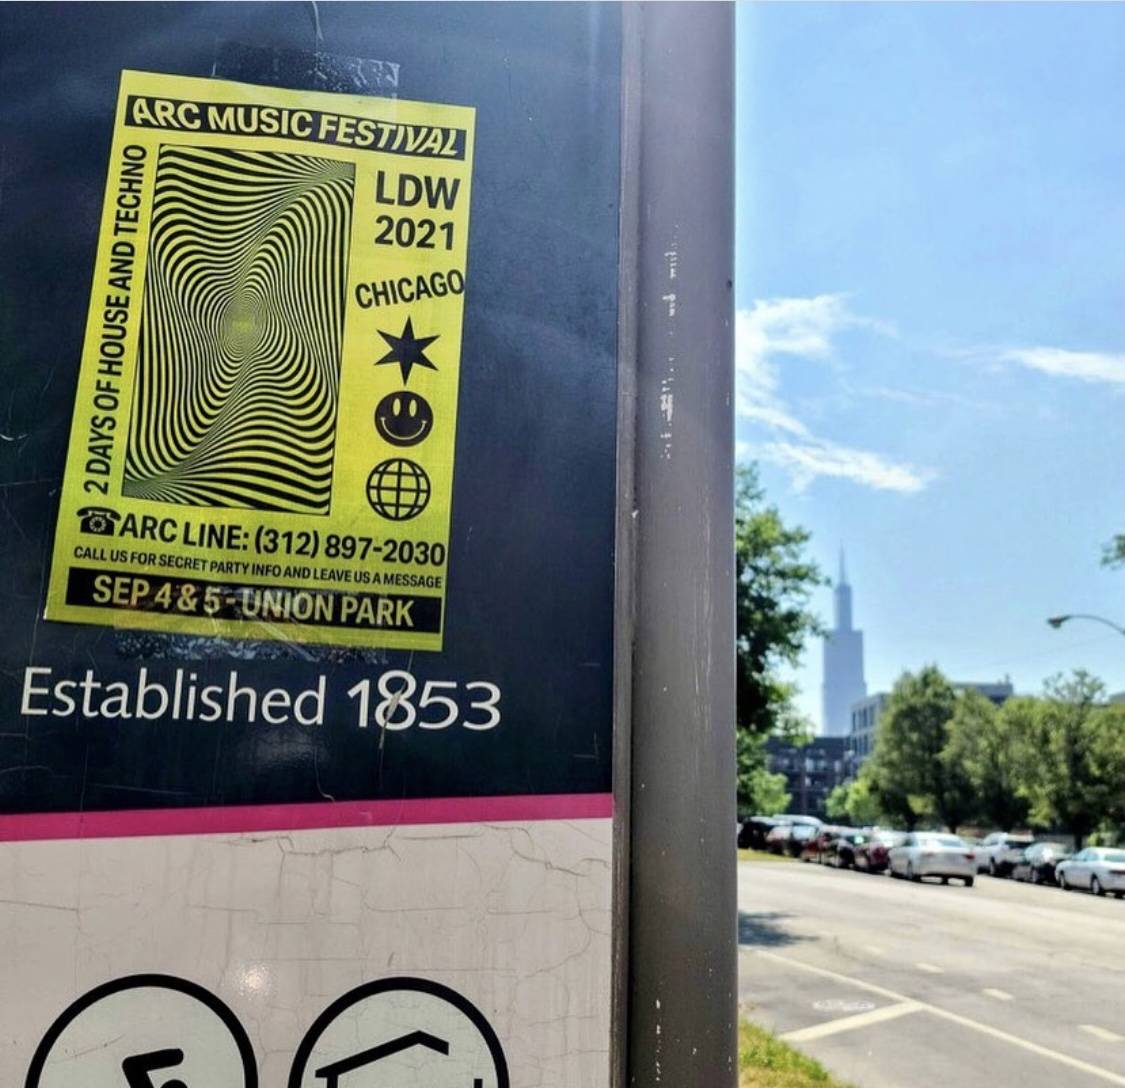 ARC MUSIC FESTIVAL
2 DAYS OF HOUSE AND TECHNO
LDW
2021
CHICAGO
ARC LINE: (312) 897-2030
CALL US FOR SECRET PARTY INFO AND LEAVE US A MESSAGE
SEP 4 & 5 - UNION PARK
Established 1853